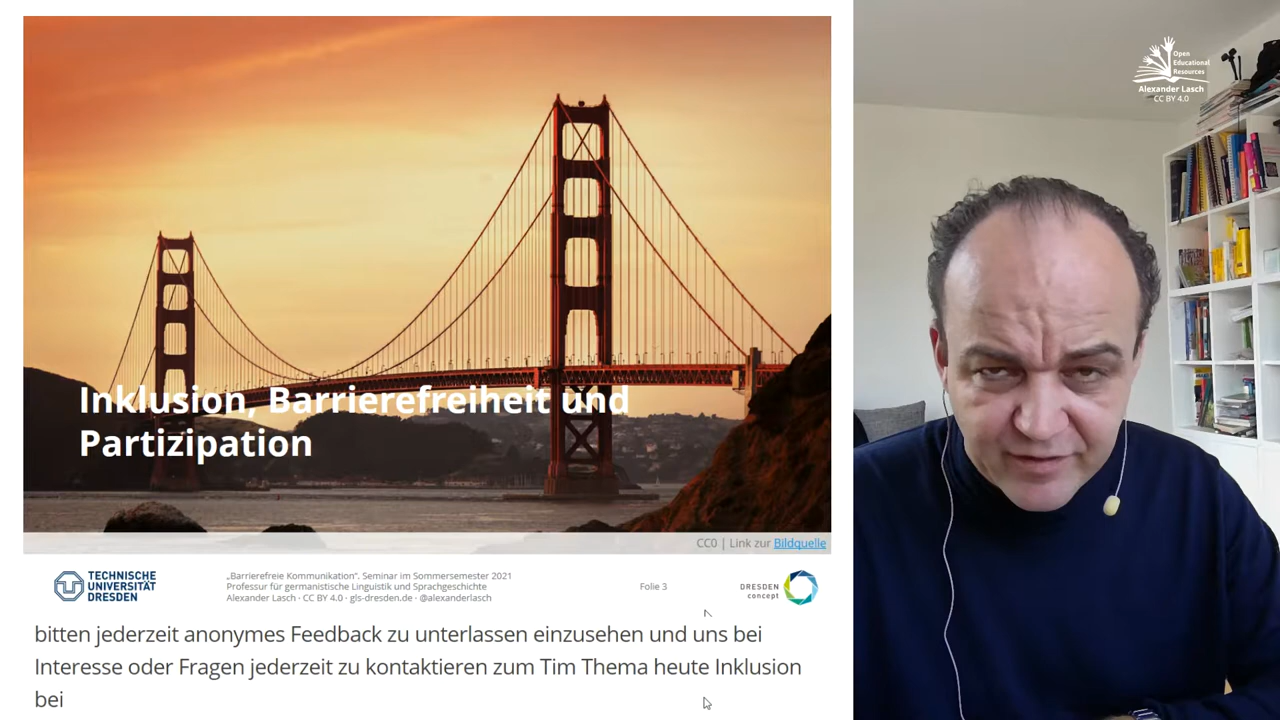 Inklusion, Barrierefreiheit und
Partizipation
CC0 | Link zur Bildquelle
TECHNISCHE
UNIVERSITÄT
DRESDEN
„Barrierefreie Kommunikation“. Seminar im Sommersemester 2021
Professur für germanistische Linguistik und Sprachgeschichte
Alexander Lasch · CC BY 4.0 · gls-dresden.de · @alexanderlasch
Folie 3
DRESDEN
concept
bitten jederzeit anonymes Feedback zu unterlassen einzusehen und uns bei
Interesse oder Fragen jederzeit zu kontaktieren zum Tim Thema heute Inklusion
bei
Open
Educational
Resources
Alexander Lasch
CC BY 4.0